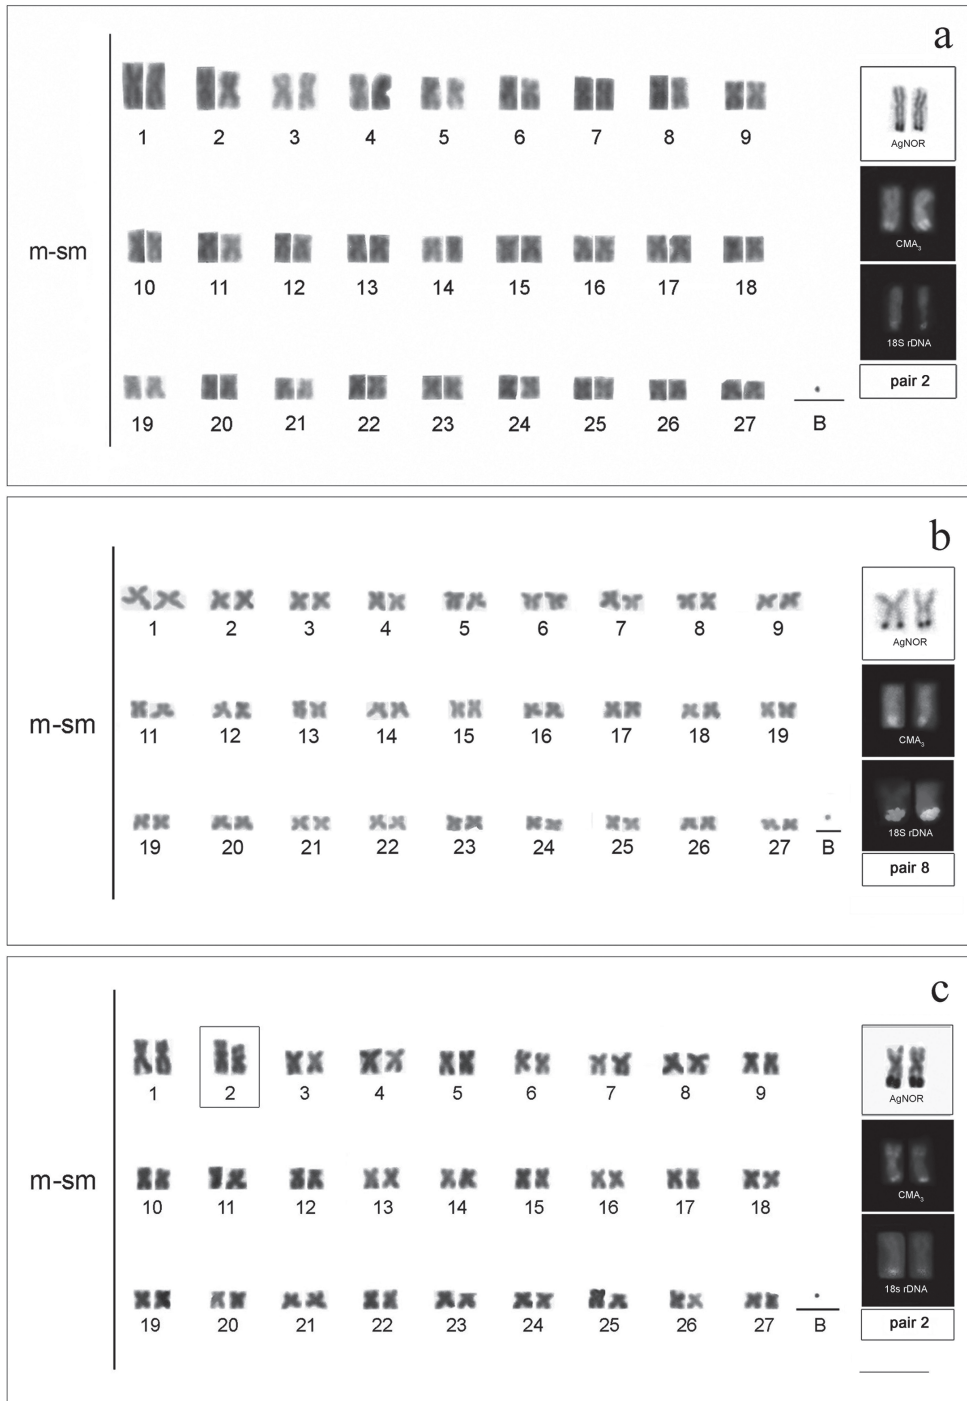 a
1 2 3 4 5 6 7 8 9
AgNOR
CMA3
m-sm
10 11 12 13 14 15 16 17 18
18S rDNA
pair 2
19 20 21 22 23 24 25 26 27 B
b
1 2 3 4 5 6 7 8 9
AgNOR
m-sm
11 12 13 14 15 16 17 18 19
CMA3
18S rDNA
19 20 21 22 23 24 25 26 27 B
pair 8
c
1 2 3 4 5 6 7 8 9
AgNOR
m-sm
10 11 12 13 14 15 16 17 18
CMA3
18s rDNA
19 20 21 22 23 24 25 26 27 B
pair 2